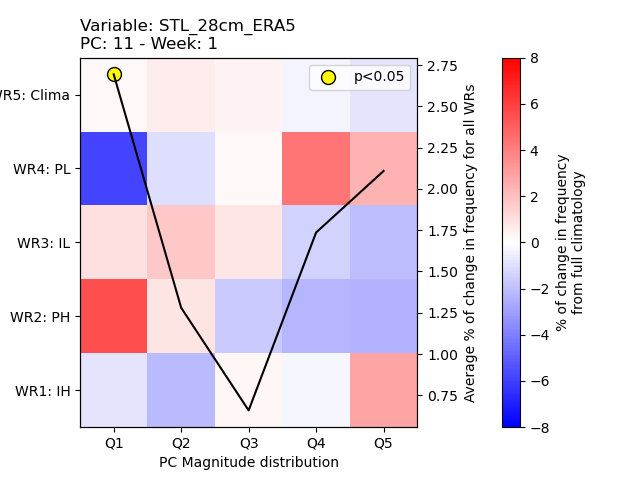 Variable: STL_28cm_ERA5
PC: 11 - Week: 1
p<0.05
WR5: Clima
WR4: PL
WR3: IL
WR2: PH
WR1: IH
Q1 Q2 Q3 Q4 Q5
PC Magnitude distribution
2.75
2.50
2.25
2.00
1.75
1.50
1.25
1.00
0.75
Average % of change in frequency for all WRs
8
6
4
2
0
−2
−4
−6
−8
% of change in frequency
from full climatology